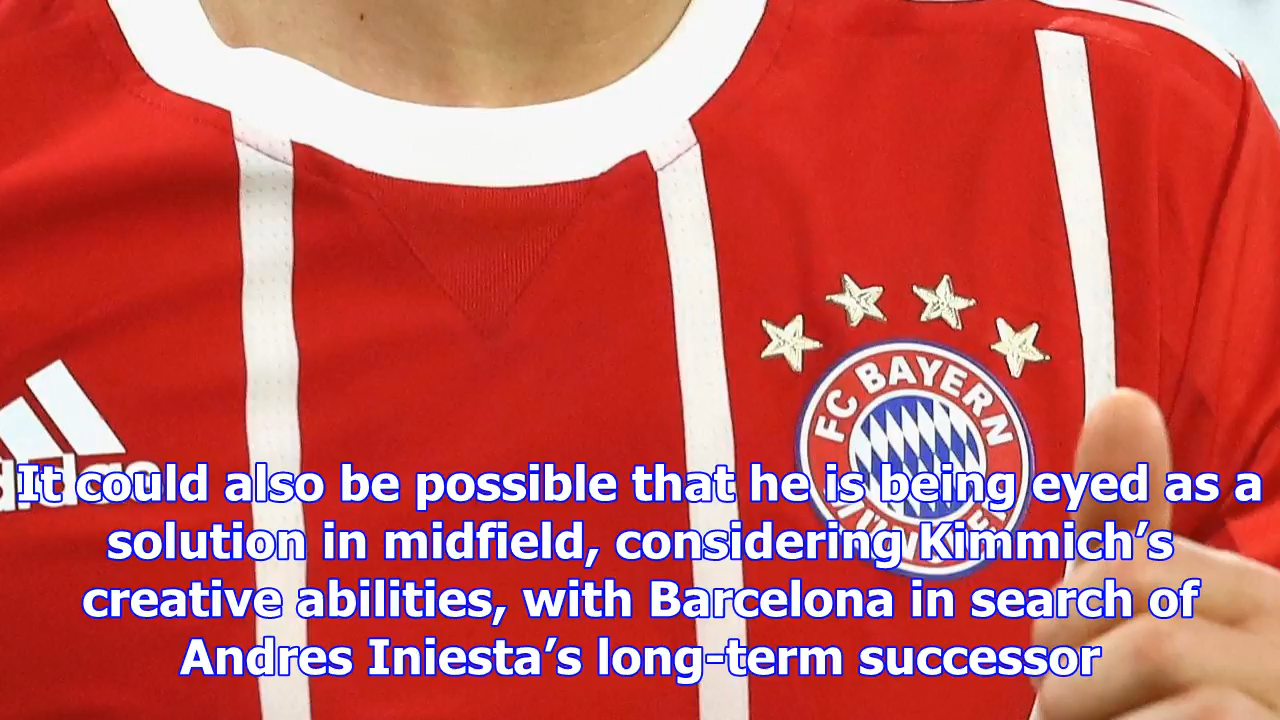 FC BAYERN
adidas
It could also be possible that he is being eyed as a
solution in midfield, considering Kimmich’s
creative abilities, with Barcelona in search of
Andres Iniesta’s long-term successor